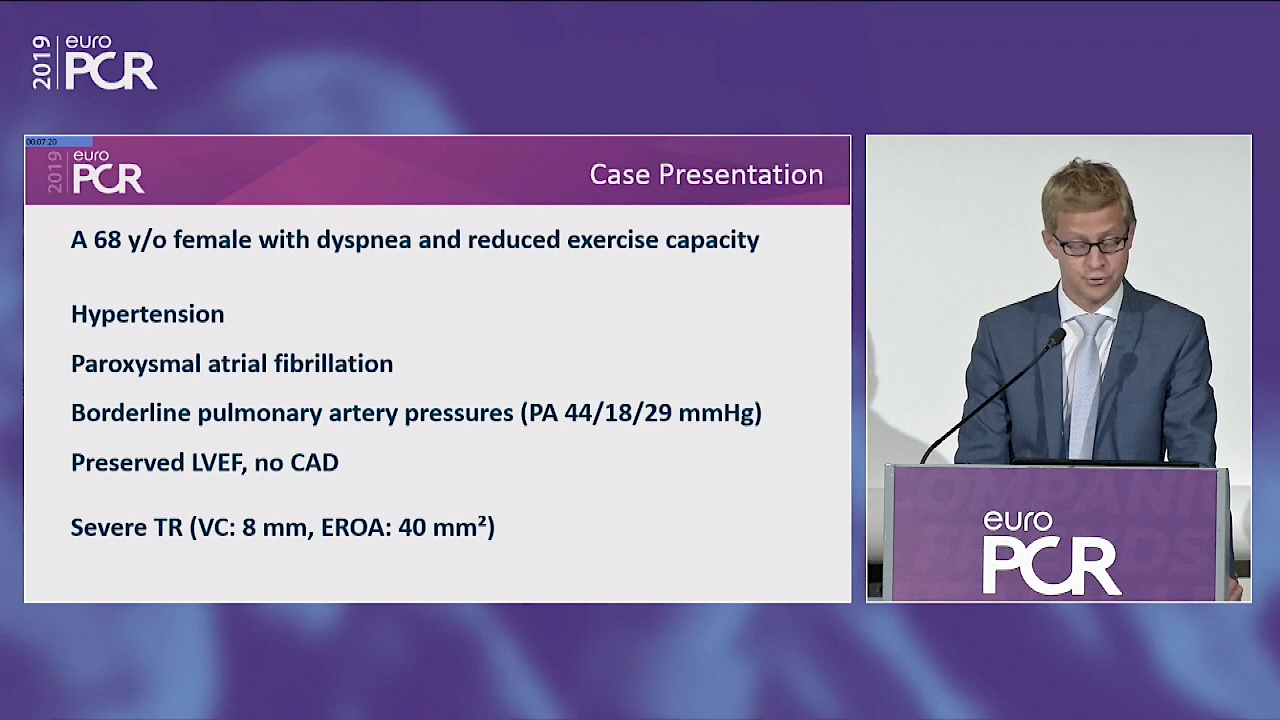 2019 euro PCR
00:07:20
2019 euro PCR
Case Presentation
A 68 y/o female with dyspnea and reduced exercise capacity
Hypertension
Paroxysmal atrial fibrillation
Borderline pulmonary artery pressures (PA 44/18/29 mmHg)
Preserved LVEF, no CAD
Severe TR (VC: 8 mm, EROA: 40 mm²)
euro
PCR